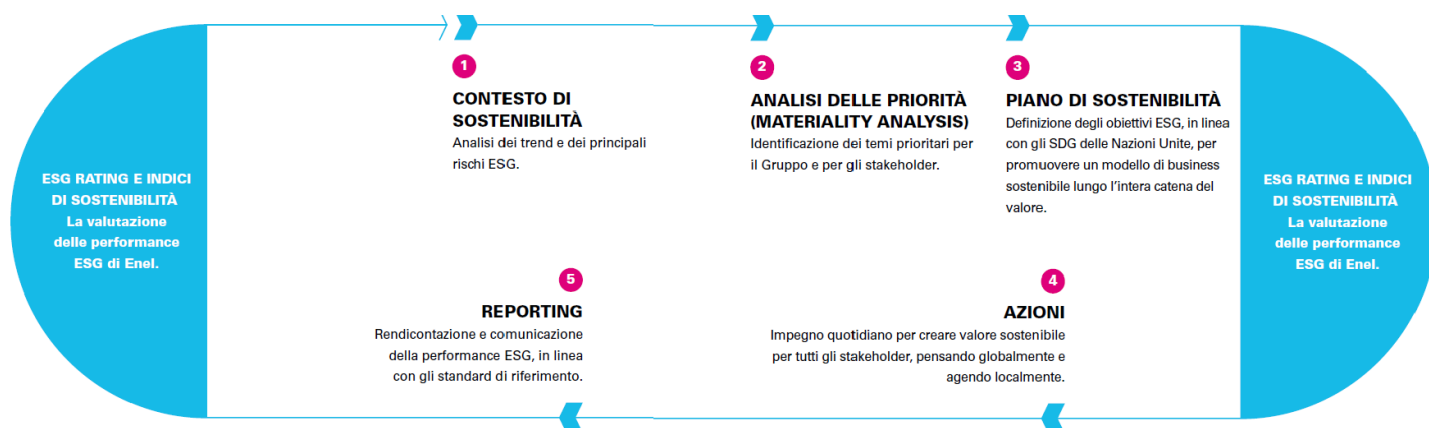 ESG RATING E INDICI
DI SOSTENIBILITÀ
La valutazione
delle performance
ESG di Enel.
1
CONTESTO DI
SOSTENIBILITÀ
Analisi dei trend e dei principali
rischi ESG.
2
ANALISI DELLE PRIORITÀ
(MATERIALITY ANALYSIS)
Identificazione dei temi prioritari per
il Gruppo e per gli stakeholder.
3
PIANO DI SOSTENIBILITÀ
Definizione degli obiettivi ESG, in linea
con gli SDG delle Nazioni Unite, per
promuovere un modello di business
sostenibile lungo l'intera catena del
valore.
ESG RATING E INDICI
DI SOSTENIBILITÀ
La valutazione
delle performance
ESG di Enel.
4
AZIONI
Impegno quotidiano per creare valore sostenibile
per tutti gli stakeholder, pensando globalmente e
agendo localmente.
5
REPORTING
Rendicontazione e comunicazione
della performance ESG, in linea
con gli standard di riferimento.